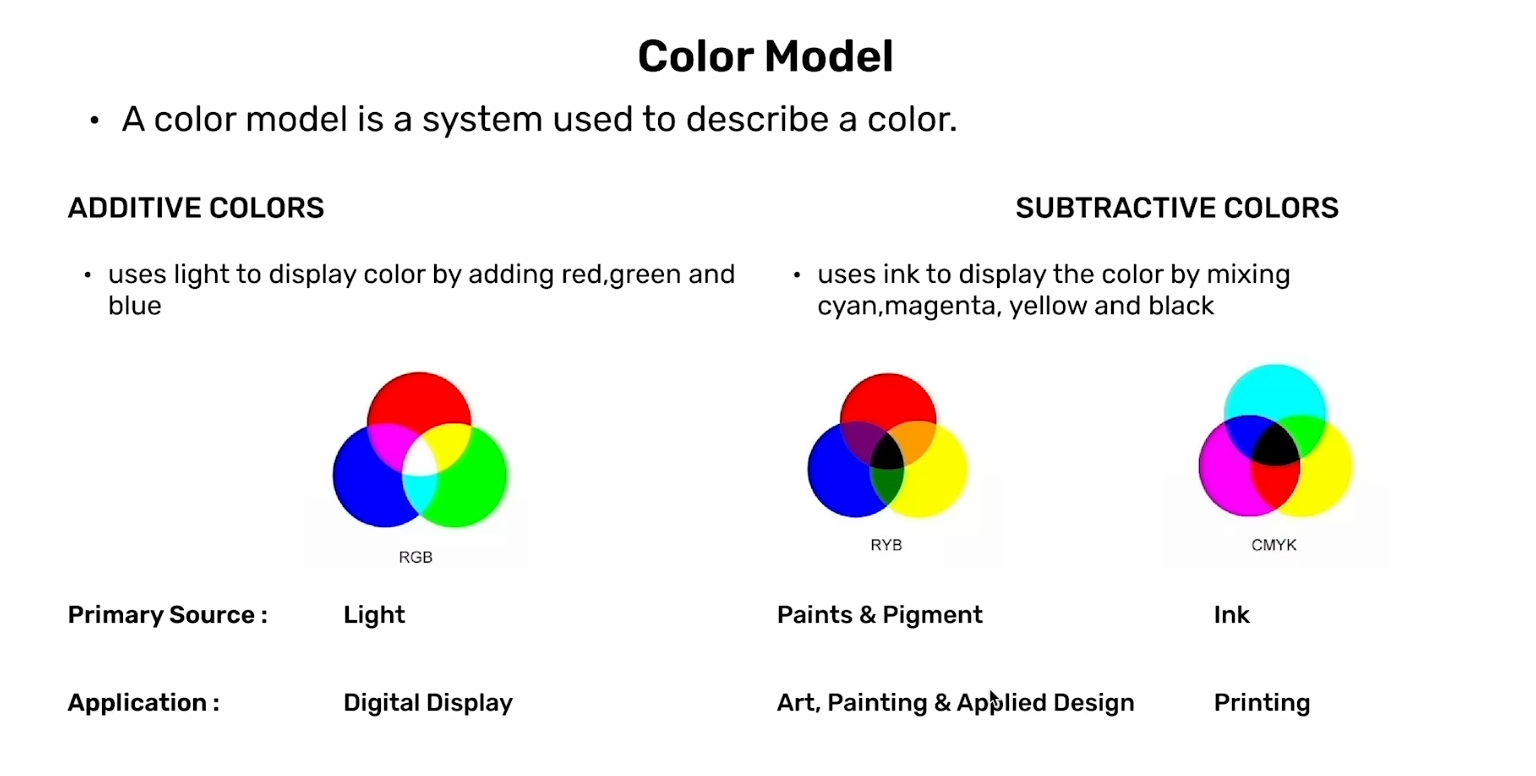 Color Model
• A color model is a system used to describe a color.
ADDITIVE COLORS
• uses light to display color by adding red,green and
blue
SUBTRACTIVE COLORS
• uses ink to display the color by mixing
cyan,magenta, yellow and black
RGB
RYB
CMYK
Primary Source : Light Paints & Pigment Ink
Application : Digital Display Art, Painting & Applied Design Printing